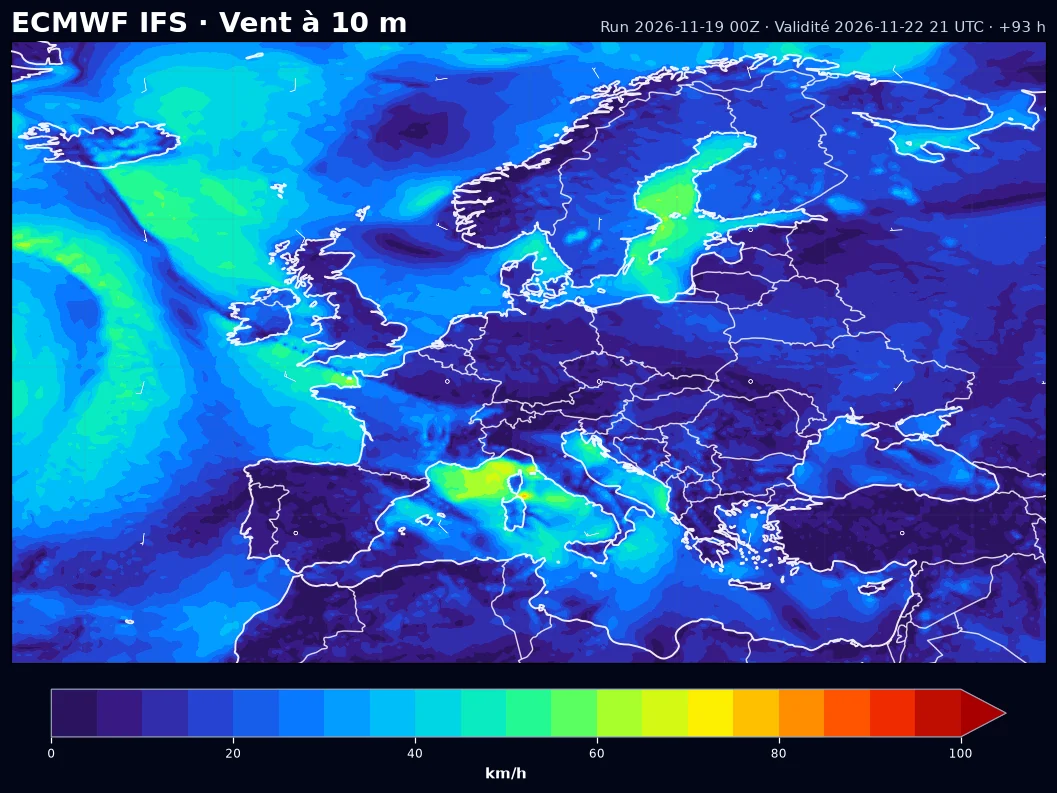 ECMWF IFS · Vent à 10 m
Run 2026-11-19 00Z · Validité 2026-11-22 21 UTC · +93 h
0 20 40 60 80 100
km/h